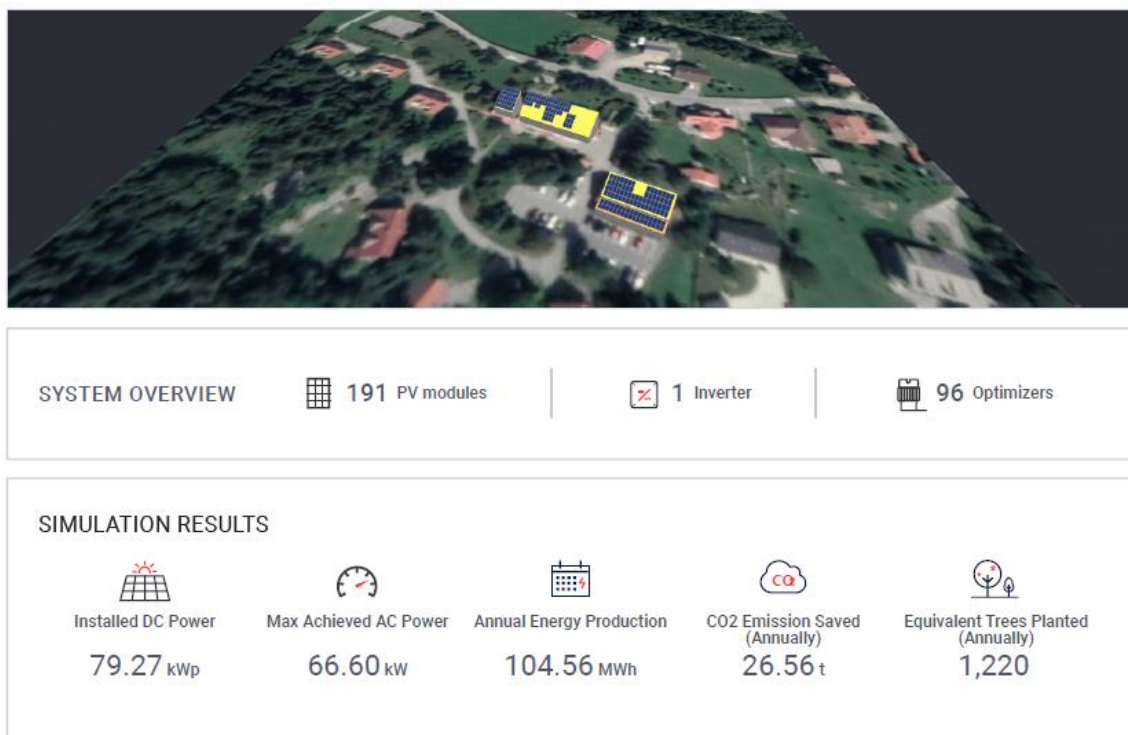 SYSTEM OVERVIEW
191 PV modules
1 Inverter
96 Optimizers
SIMULATION RESULTS
Installed DC Power
79.27 kWp
Max Achieved AC Power
66.60 kW
Annual Energy Production
104.56 MWh
CO2
CO2 Emission Saved
(Annually)
26.56 t
Equivalent Trees Planted
(Annually)
1,220